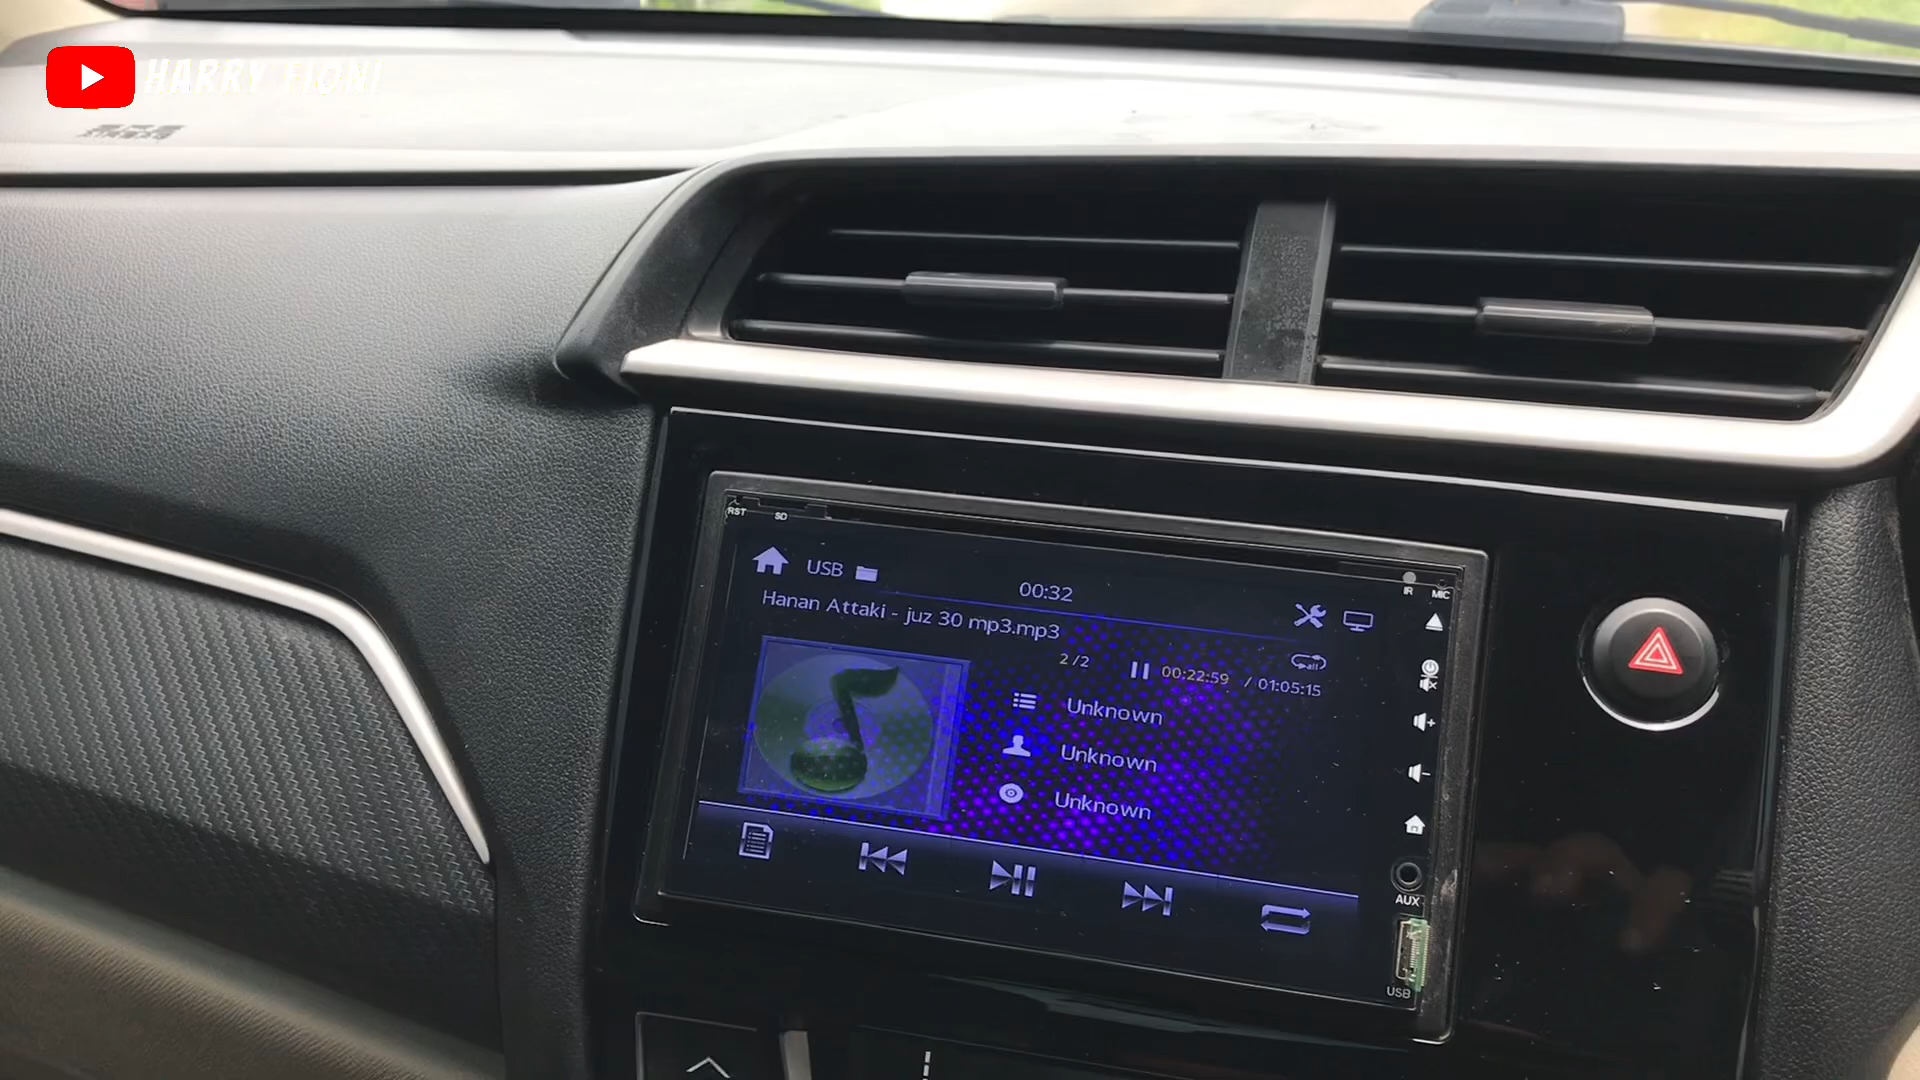 HARRY FIONI
RST
SD
IR
MIC
USB
00:32
Hanan Attaki - juz 30 mp3.mp3
2 /2
00:22:59 / 01:05:15
all
Unknown
Unknown
Unknown
AUX
USB